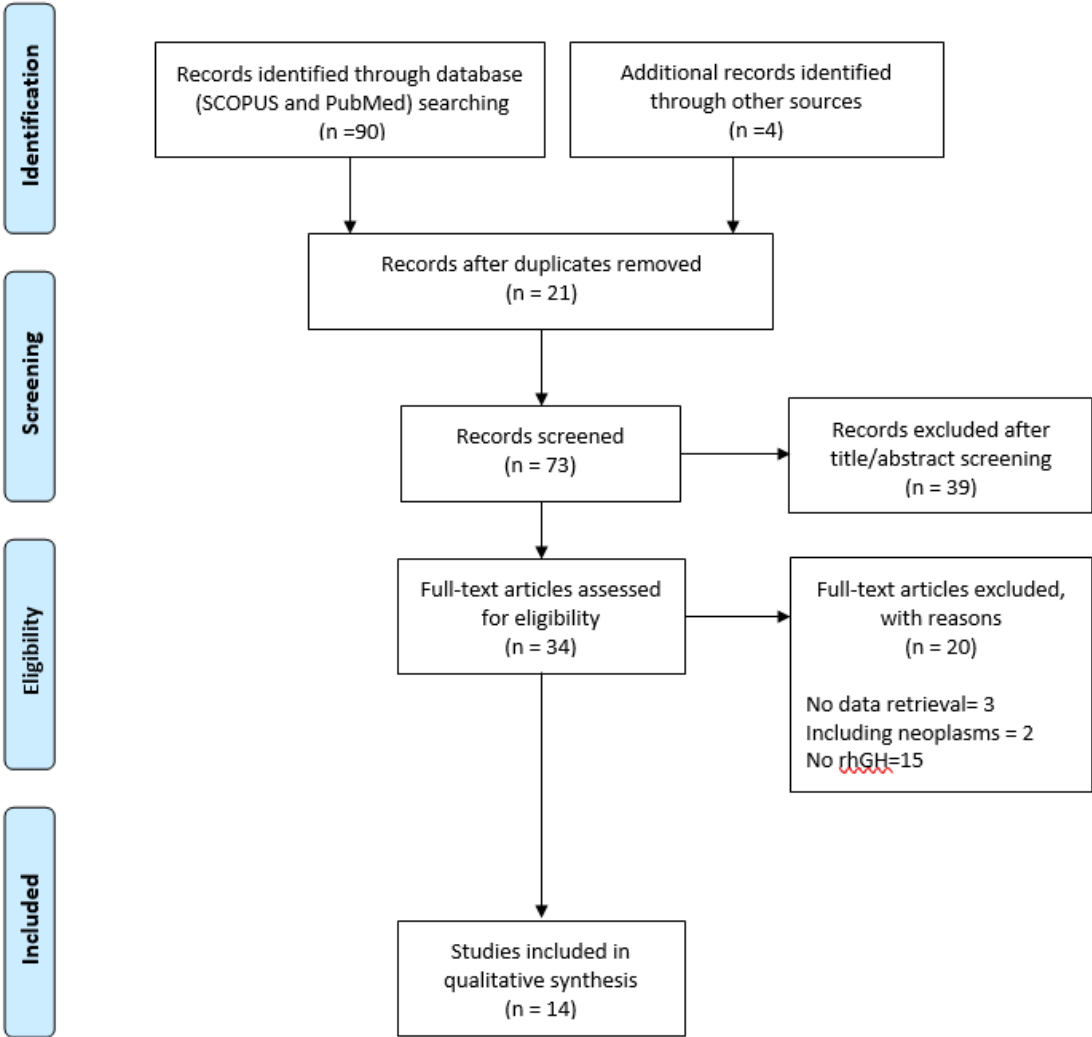 Identification
Records identified through database
(SCOPUS and PubMed) searching
(n =90)
Additional records identified
through other sources
(n =4)
Records after duplicates removed
(n = 21)
Screening
Records screened
(n = 73)
Records excluded after
title/abstract screening
(n = 39)
Eligibility
Full-text articles assessed
for eligibility
(n = 34)
Full-text articles excluded,
with reasons
(n = 20)
No data retrieval= 3
Including neoplasms = 2
No rhGH=15
Included
Studies included in
qualitative synthesis
(n = 14)